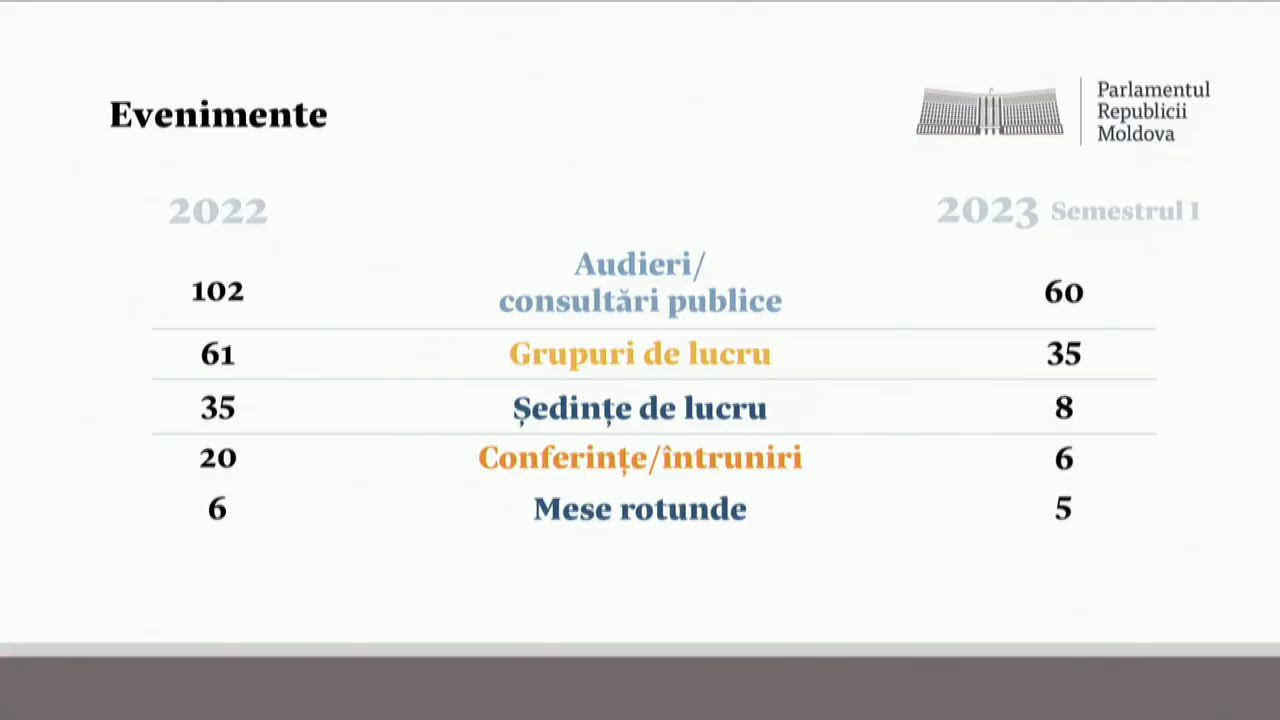 Evenimente
Parlamentul
Republicii
Moldova
2022
2023 Semestrul I
102
Audieri/
consultări publice
60
61 Grupuri de lucru 35
35 Ședințe de lucru 8
20 Conferințe/întruniri 6
6 Mese rotunde 5